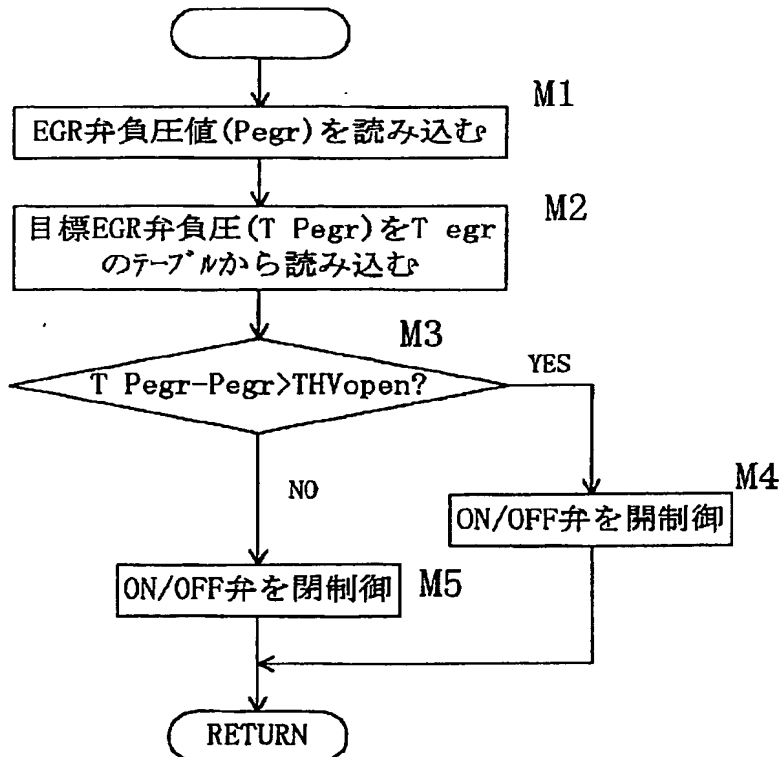 M1
EGR弁負圧値(Pegr)を読み込む
M2
目標EGR弁負圧(T Pegr)をT egr
のﾃｰﾌﾞﾙから読み込む
M3
T Pegr-Pegr>THVopen?
YES
NO
M4
ON/OFF弁を開制御
ON/OFF弁を閉制御
M5
RETURN